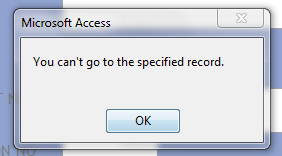 Microsoft Access
You can't go to the specified record.
OK